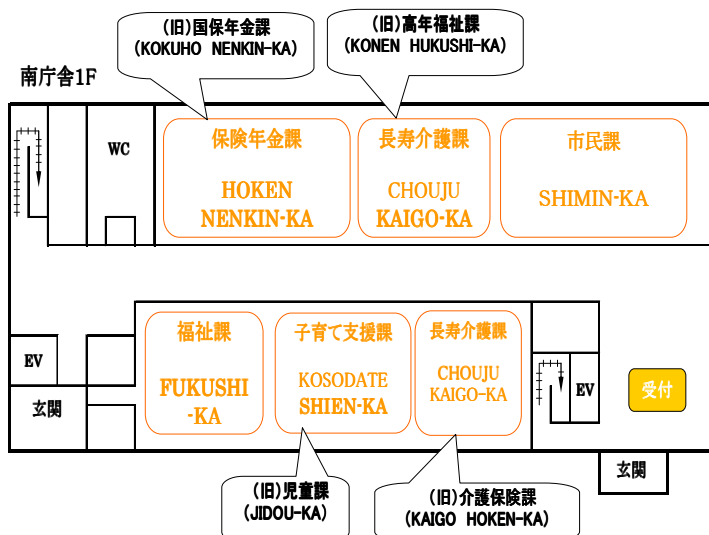 (旧)国保年金課
(KOKUHO NENKIN-KA)
(旧)高年福祉課
(KONEN HUKUSHI-KA)
南庁舎1F
WC
保険年金課
HOKEN
NENKIN-KA
長寿介護課
CHOUJU
KAIGO-KA
市民課
SHIMIN-KA
EV
玄関
福祉課
FUKUSHI
-KA
子育て支援課
KOSODATE
SHIEN-KA
長寿介護課
CHOUJU
KAIGO-KA
EV
受付
玄関
(旧)児童課
(JIDOU-KA)
(旧)介護保険課
(KAIGO HOKEN-KA)